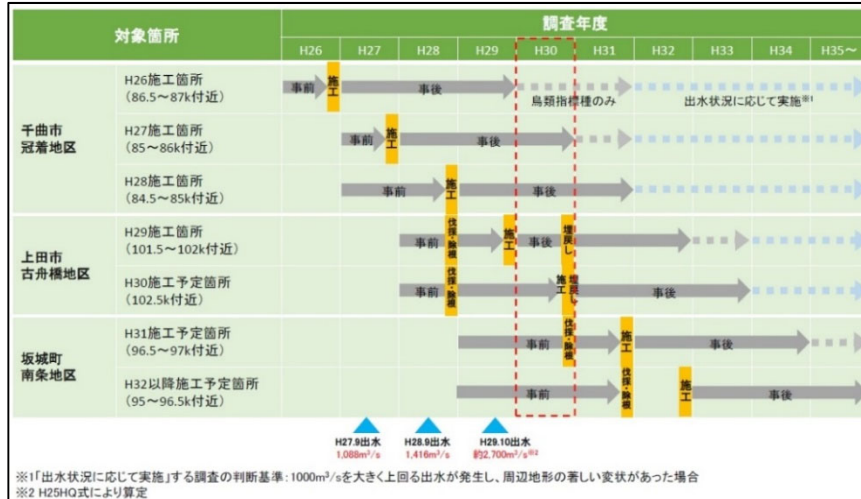 対象箇所
調査年度
H26 H27 H28 H29 H30 H31 H32 H33 H34 H35～
千曲市
冠着地区
H26施工箇所
(86.5～87k付近)
事前 施工 事後 鳥類指標種のみ 出水状況に応じて実施※1
H27施工箇所
(85～86k付近)
事前 施工 事後
H28施工箇所
(84.5～85k付近)
事前 施工 事後
上田市
古舟橋地区
H29施工箇所
(101.5～102k付近)
事前 伐採・除根 施工 事後 埋戻し
H30施工予定箇所
(102.5k付近)
事前 伐採・除根 事前 施工 埋戻し 事後
坂城町
南条地区
H31施工予定箇所
(96.5～97k付近)
事前 伐採・除根 施工 事後
H32以降施工予定箇所
(95～96.5k付近)
事前 伐採・除根 施工 事後
H27.9出水 H28.9出水 H29.10出水
1,088m³/s 1,416m³/s 約2,700m³/s※2
※1「出水状況に応じて実施」する調査の判断基準：1000m³/sを大きく上回る出水が発生し、周辺地形の著しい変状があった場合
※2 H25HQ式により算定